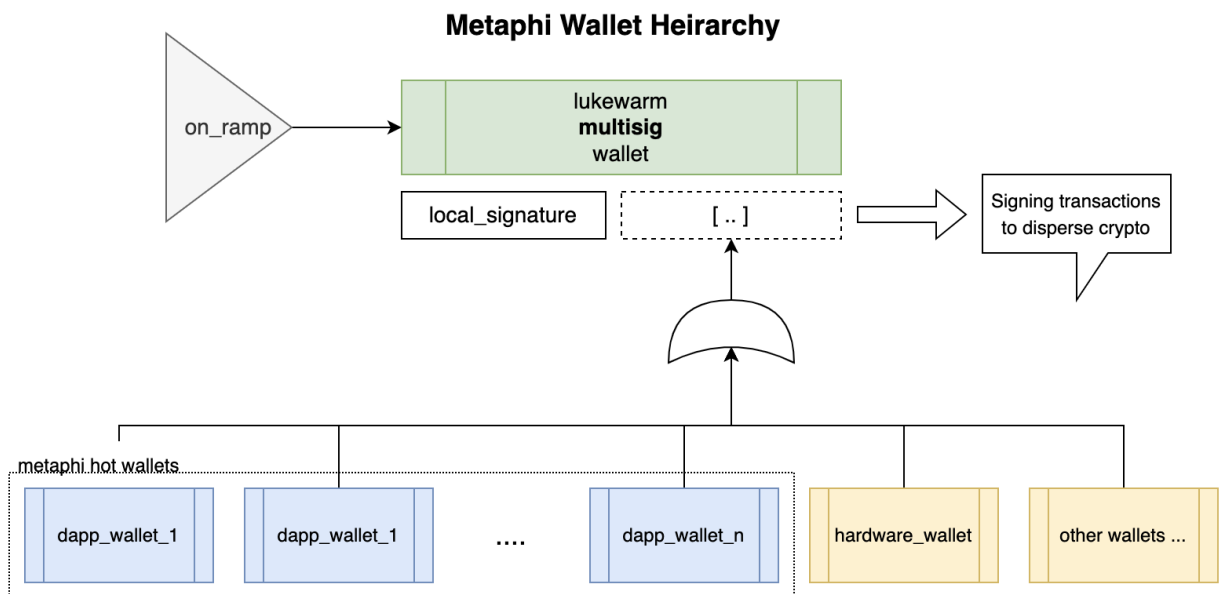 Metaphi Wallet Heirarchy
on_ramp
lukewarm
multisig
wallet
local_signature
[ .. ]
Signing transactions
to disperse crypto
metaphi hot wallets
dapp_wallet_1
dapp_wallet_1
....
dapp_wallet_n
hardware_wallet
other wallets ...